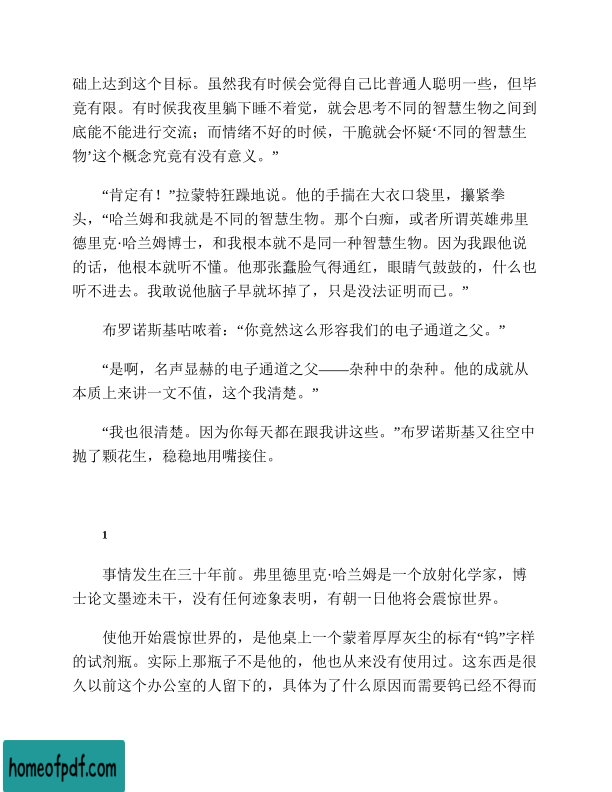 础上达到这个目标。虽然我有时候会觉得自己比普通人聪明一些，但毕
竟有限。有时候我夜里躺下睡不着觉，就会思考不同的智慧生物之间到
底能不能进行交流；而情绪不好的时候，干脆就会怀疑‘不同的智慧生
物’这个概念究竟有没有意义。”
“肯定有！”拉蒙特狂躁地说。他的手揣在大衣口袋里，攥紧拳
头，“哈兰姆和我就是不同的智慧生物。那个白痴，或者所谓英雄弗里
德里克·哈兰姆博士，和我根本就不是同一种智慧生物。因为我跟他说
的话，他根本就听不懂。他那张蠢脸气得通红，眼睛气鼓鼓的，什么也
听不进去。我敢说他脑子早就坏掉了，只是没法证明而已。”
布罗诺斯基咕哝着：“你竟然这么形容我们的电子通道之父。”
“是啊，名声显赫的电子通道之父——杂种中的杂种。他的成就从
本质上来讲一文不值，这个我清楚。”
“我也很清楚。因为你每天都在跟我讲这些。”布罗诺斯基又往空中
抛了颗花生，稳稳地用嘴接住。
1
事情发生在三十年前。弗里德里克·哈兰姆是一个放射化学家，博
士论文墨迹未干，没有任何迹象表明，有朝一日他将会震惊世界。
使他开始震惊世界的，是他桌上一个蒙着厚厚灰尘的标有“钨”字样
的试剂瓶。实际上那瓶子不是他的，他也从来没有使用过。这东西是很
久以前这个办公室的人留下的，具体为了什么原因而需要钨已经不得而
homeofpdf.com